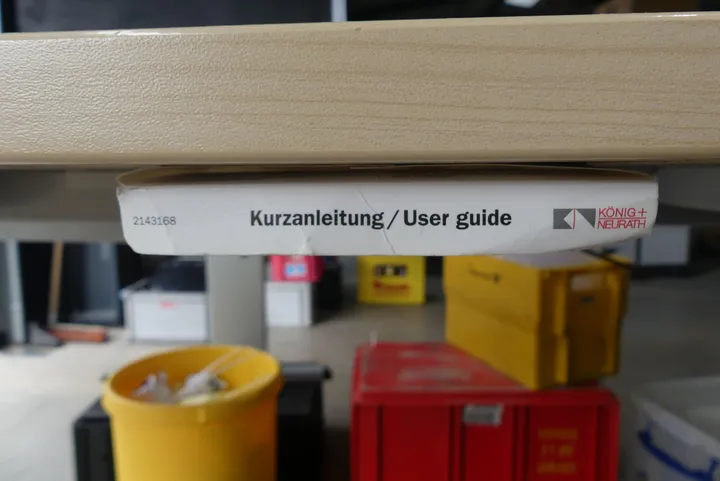 2143168
Kurzanleitung/User guide
KÖNIG+
NEURATH